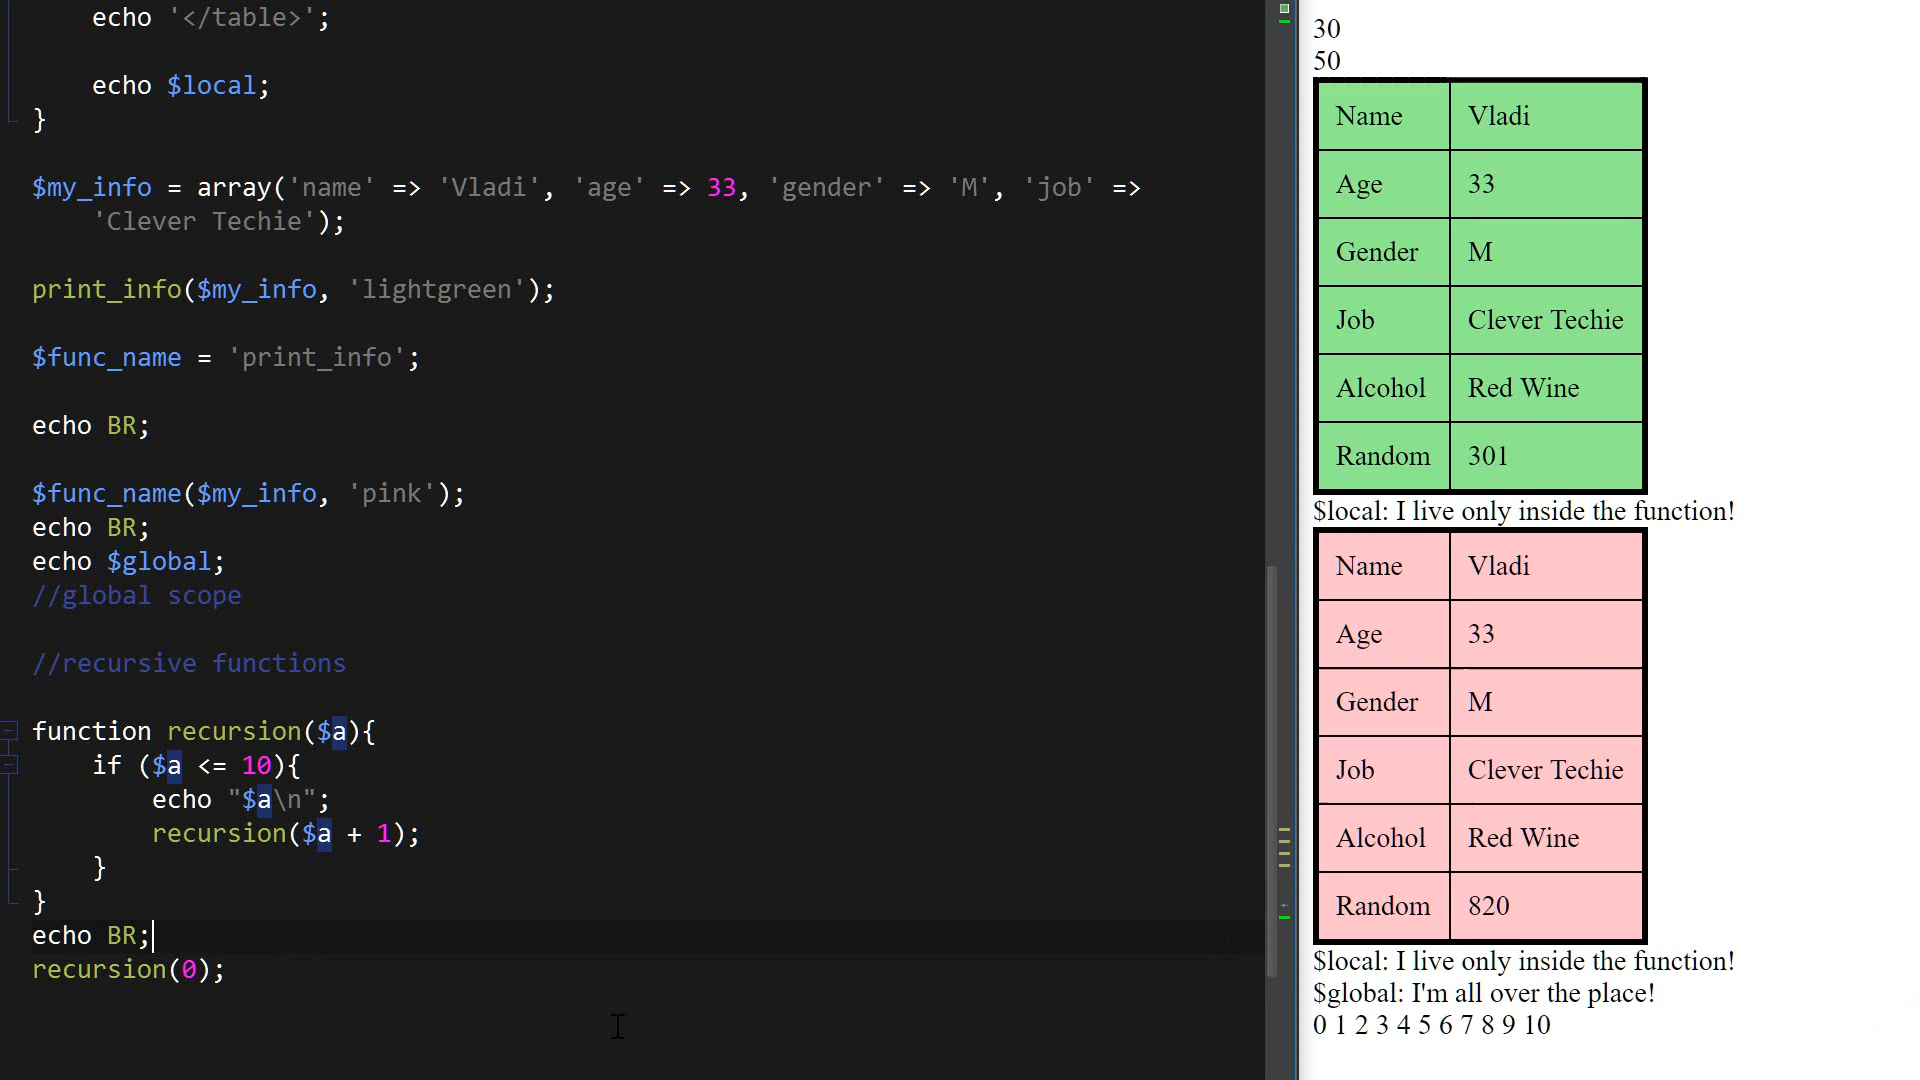 echo '</table>';
echo $local;
}
$my_info = array('name' => 'Vladi', 'age' => 33, 'gender' => 'M', 'job' =>
'Clever Techie');
print_info($my_info, 'lightgreen');
$func_name = 'print_info';
echo BR;
$func_name($my_info, 'pink');
echo BR;
echo $global;
//global scope
//recursive functions
function recursion($a){
if ($a <= 10){
echo "$a\n";
recursion($a + 1);
}
}
echo BR;
recursion(0);
30
50
Name Vladi
Age 33
Gender M
Job Clever Techie
Alcohol Red Wine
Random 301
$local: I live only inside the function!
Name Vladi
Age 33
Gender M
Job Clever Techie
Alcohol Red Wine
Random 820
$local: I live only inside the function!
$global: I'm all over the place!
0 1 2 3 4 5 6 7 8 9 10